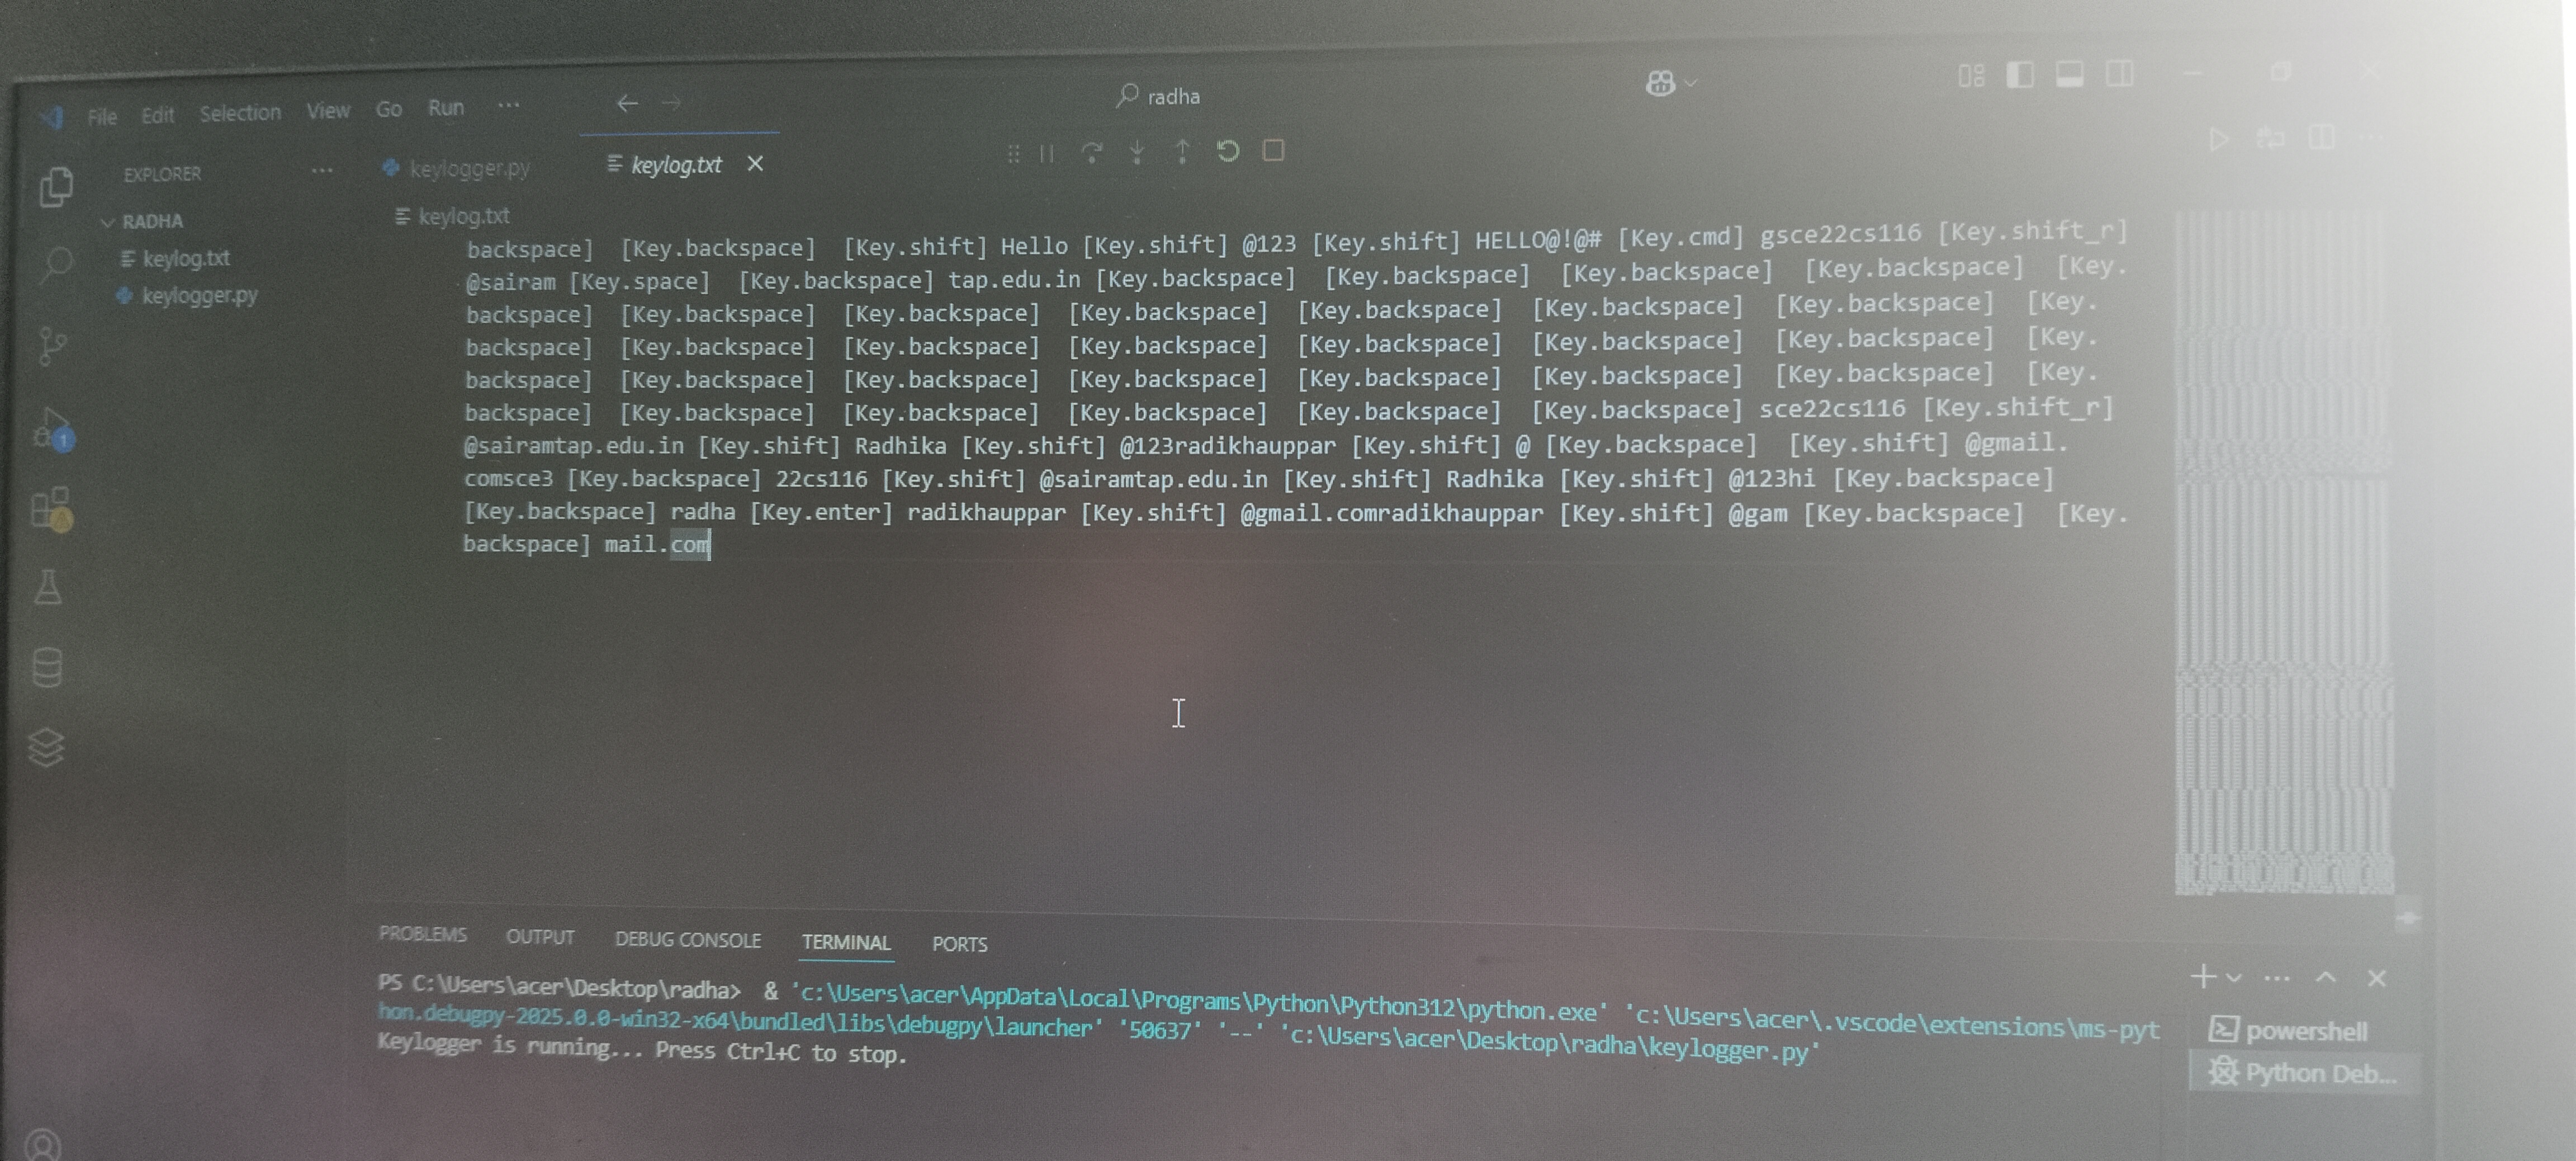 File Edit Selection View Go Run ... radha
EXPLORER ...
keylogger.py keylog.txt
RADHA
keylog.txt
keylogger.py
keylog.txt
backspace] [Key.backspace] [Key.shift] Hello [Key.shift] @123 [Key.shift] HELLO@!@# [Key.cmd] gsce22cs116 [Key.shift_r]
@sairam [Key.space] [Key.backspace] tap.edu.in [Key.backspace] [Key.backspace] [Key.backspace] [Key.backspace] [Key.
backspace] [Key.backspace] [Key.backspace] [Key.backspace] [Key.backspace] [Key.backspace] [Key.backspace] [Key.
backspace] [Key.backspace] [Key.backspace] [Key.backspace] [Key.backspace] [Key.backspace] [Key.backspace] [Key.
backspace] [Key.backspace] [Key.backspace] [Key.backspace] [Key.backspace] [Key.backspace] [Key.backspace] [Key.
backspace] [Key.backspace] [Key.backspace] [Key.backspace] [Key.backspace] [Key.backspace] sce22cs116 [Key.shift_r]
@sairamtap.edu.in [Key.shift] Radhika [Key.shift] @123radikhauppar [Key.shift] @ [Key.backspace] [Key.shift] @gmail.
comsce3 [Key.backspace] 22cs116 [Key.shift] @sairamtap.edu.in [Key.shift] Radhika [Key.shift] @123hi [Key.backspace]
[Key.backspace] radha [Key.enter] radikhauppar [Key.shift] @gmail.comradikhauppar [Key.shift] @gam [Key.backspace] [Key.
backspace] mail.com
PROBLEMS OUTPUT DEBUG CONSOLE TERMINAL PORTS
PS C:\Users\acer\Desktop\radha> & 'c:\Users\acer\AppData\Local\Programs\Python\Python312\python.exe' 'c:\Users\acer\.vscode\extensions\ms-pyt
hon.debugpy-2025.0.0-win32-x64\bundled\libs\debugpy\launcher' '50637' '--' 'c:\Users\acer\Desktop\radha\keylogger.py'
Keylogger is running... Press Ctrl+C to stop.
powershell
Python Deb...
1